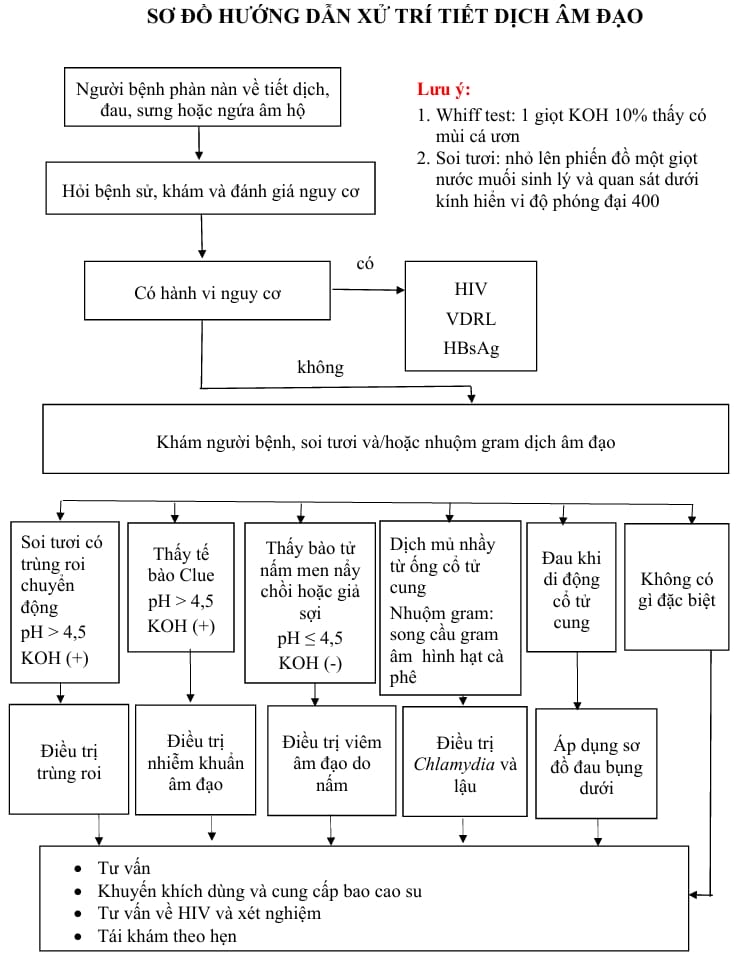 SƠ ĐỒ HƯỚNG DẪN XỬ TRÍ TIẾT DỊCH ÂM ĐẠO
Người bệnh phàn nàn về tiết dịch,
đau, sưng hoặc ngứa âm hộ
Lưu ý:
1. Whiff test: 1 giọt KOH 10% thấy có
mùi cá ươn
2. Soi tươi: nhỏ lên phiến đồ một giọt
nước muối sinh lý và quan sát dưới
kính hiển vi độ phóng đại 400
Hỏi bệnh sử, khám và đánh giá nguy cơ
Có hành vi nguy cơ
có
HIV
VDRL
HBsAg
không
Khám người bệnh, soi tươi và/hoặc nhuộm gram dịch âm đạo
Soi tươi có
trùng roi
chuyển
động
pH > 4,5
KOH (+)
Thấy tế
bào Clue
pH > 4,5
KOH (+)
Thấy bào tử
nấm men nẩy
chồi hoặc giả
sợi
pH ≤ 4,5
KOH (-)
Dịch mủ nhầy
từ ống cổ tử
cung
Nhuộm gram:
song cầu gram
âm hình hạt cà
phê
Đau khi
di động
cổ tử
cung
Không có
gì đặc biệt
Điều trị
trùng roi
Điều trị
nhiễm khuẩn
âm đạo
Điều trị viêm
âm đạo do
nấm
Điều trị
Chlamydia và
lậu
Áp dụng sơ
đồ đau bụng
dưới
• Tư vấn
• Khuyến khích dùng và cung cấp bao cao su
• Tư vấn về HIV và xét nghiệm
• Tái khám theo hẹn